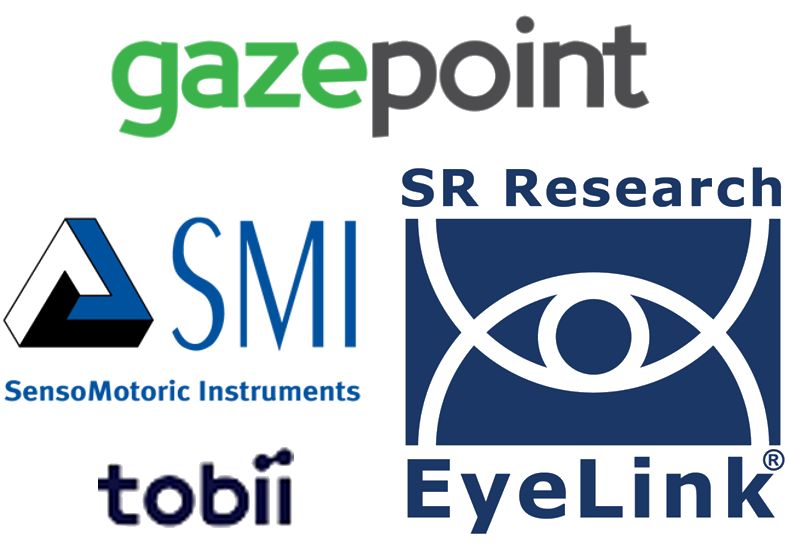 gazepoint
SR Research
SMI
SensoMotoric Instruments
tobii
EyeLink®